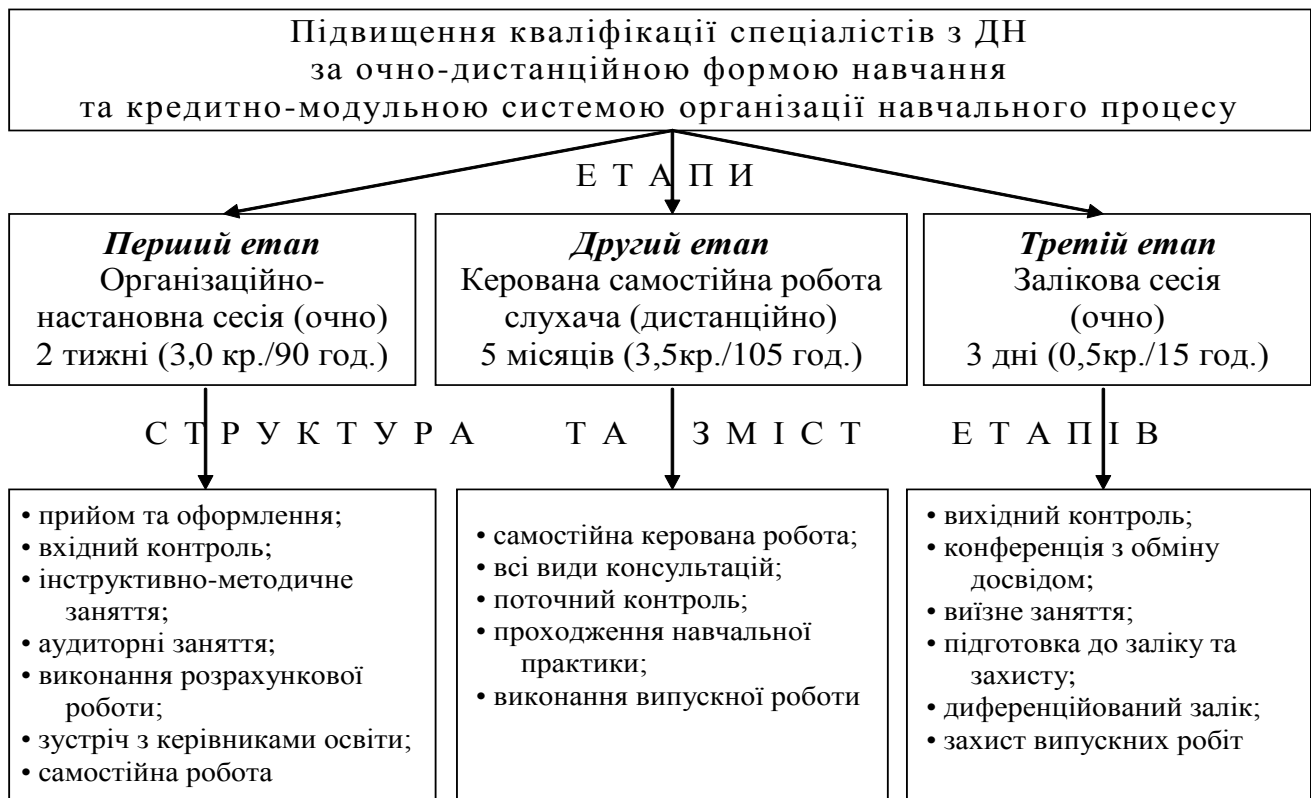 Підвищення кваліфікації спеціалістів з ДН
за очно-дистанційною формою навчання
та кредитно-модульною системою організації навчального процесу
Е Т А П И
Перший етап
Організаційно-
настановна сесія (очно)
2 тижні (3,0 кр./90 год.)
Другий етап
Керована самостійна робота
слухача (дистанційно)
5 місяців (3,5кр./105 год.)
Третій етап
Залікова сесія
(очно)
3 дні (0,5кр./15 год.)
С Т Р У К Т У Р А Т А З М І С Т Е Т А П І В
• прийом та оформлення;
• вхідний контроль;
• інструктивно-методичне
заняття;
• аудиторні заняття;
• виконання розрахункової
роботи;
• зустріч з керівниками освіти;
• самостійна робота
• самостійна керована робота;
• всі види консультацій;
• поточний контроль;
• проходження навчальної
практики;
• виконання випускної роботи
• вихідний контроль;
• конференція з обміну
досвідом;
• виїзне заняття;
• підготовка до заліку та
захисту;
• диференційований залік;
• захист випускних робіт